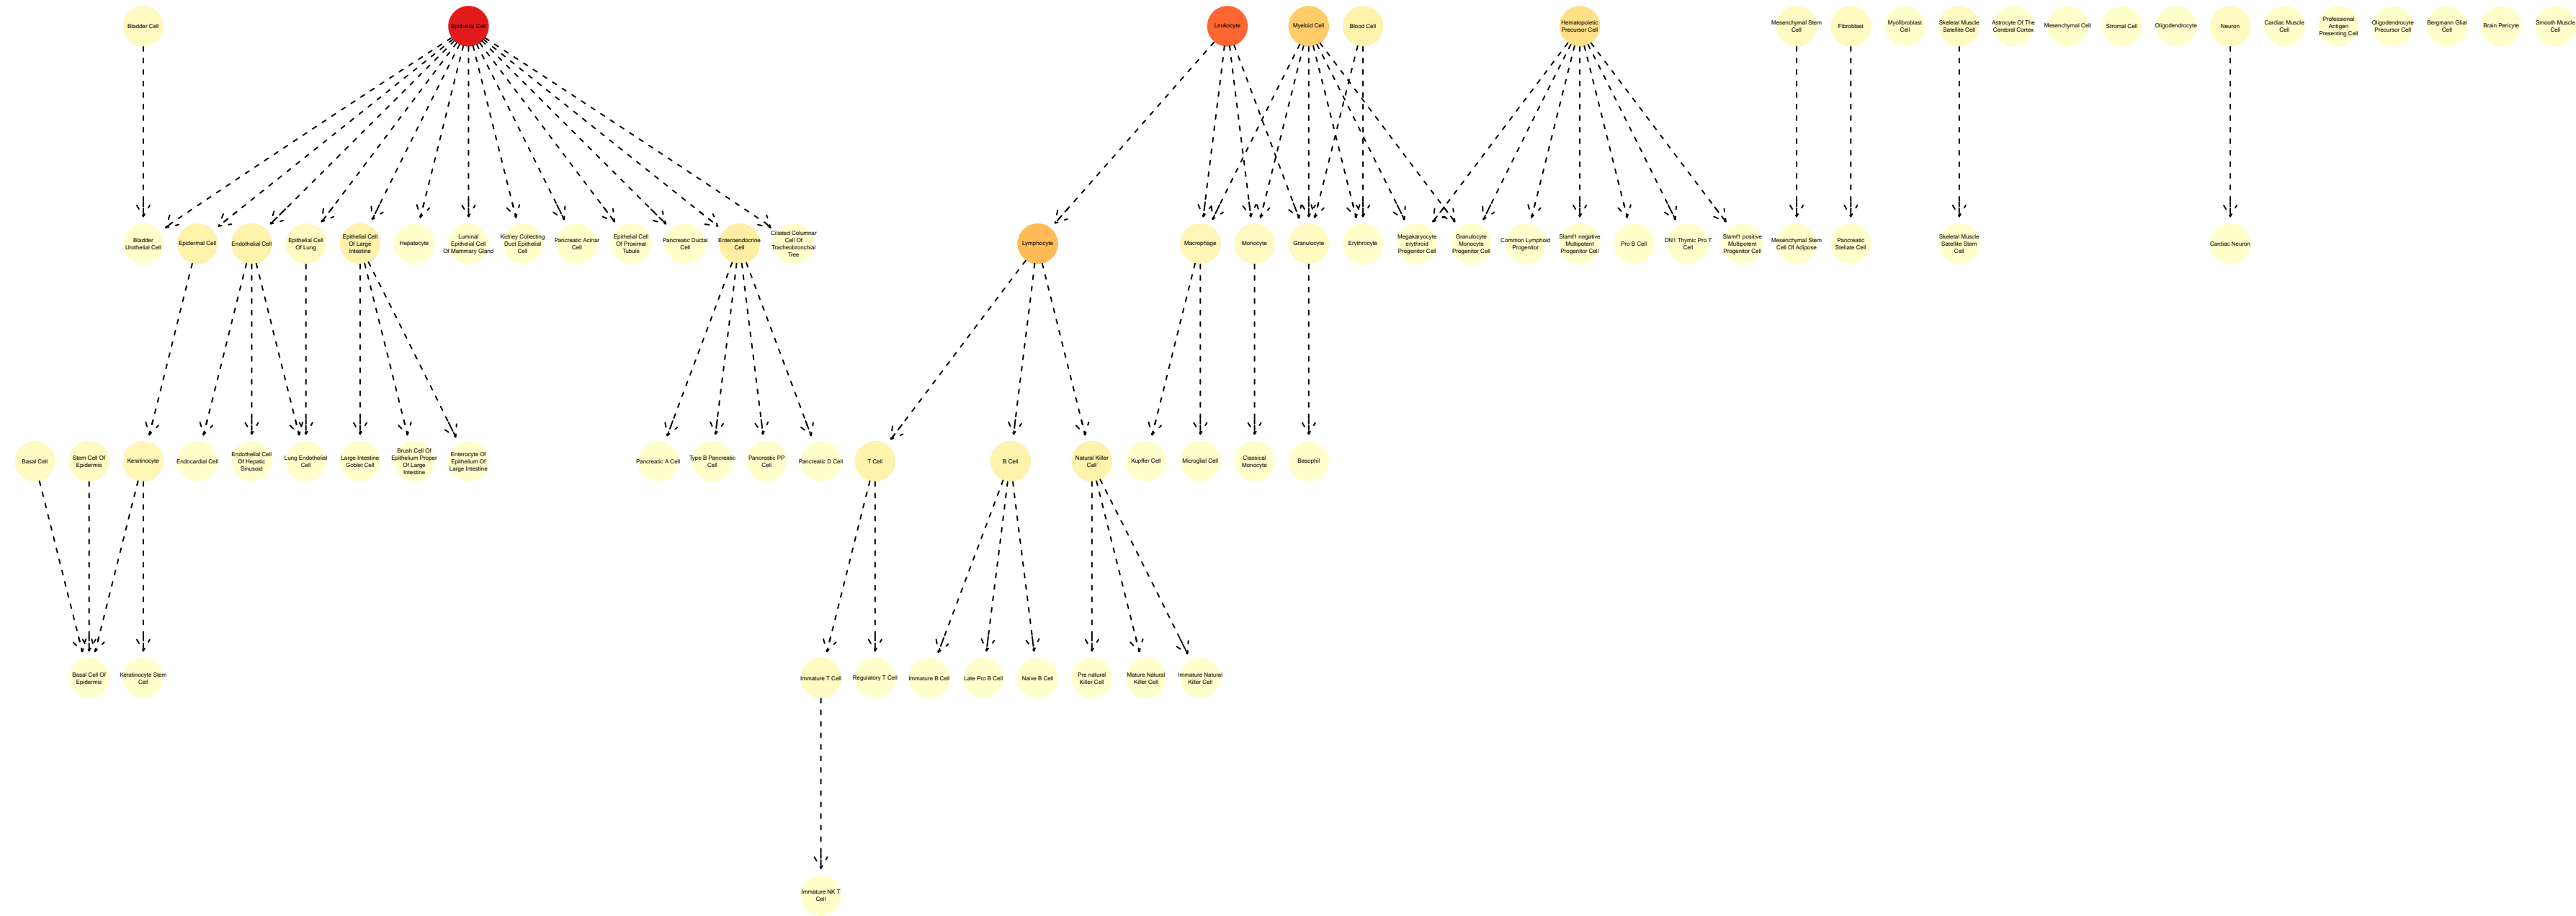 Bladder Cell
Epithelial Cell
Leukocyte
Myeloid Cell
Blood Cell
Hematopoietic
Precursor Cell
Mesenchymal Stem
Cell
Fibroblast
Myofibroblast
Cell
Skeletal Muscle
Satellite Cell
Astrocyte Of The
Cerebral Cortex
Mesenchymal Cell
Stromal Cell
Oligodendrocyte
Neuron
Cardiac Muscle
Cell
Professional
Antigen
Presenting Cell
Oligodendrocyte
Precursor Cell
Bergmann Glial
Cell
Brain Pericyte
Smooth Muscle
Cell
Bladder
Urothelial Cell
Epidermal Cell
Endothelial Cell
Epithelial Cell
Of Lung
Epithelial Cell
Of Large
Intestine
Hepatocyte
Luminal
Epithelial Cell
Of Mammary Gland
Kidney Collecting
Duct Epithelial
Cell
Pancreatic Acinar
Cell
Epithelial Cell
Of Proximal
Tubule
Pancreatic Ductal
Cell
Enteroendocrine
Cell
Ciliated Columnar
Cell Of
Tracheobronchial
Tree
Lymphocyte
Macrophage
Monocyte
Granulocyte
Erythrocyte
Megakaryocyte
erythroid
Progenitor Cell
Granulocyte
Monocyte
Progenitor Cell
Common Lymphoid
Progenitor
Slamf1 negative
Multipotent
Progenitor Cell
Pro B Cell
DN1 Thymic Pro T
Cell
Slamf1 positive
Multipotent
Progenitor Cell
Mesenchymal Stem
Cell Of Adipose
Pancreatic
Stellate Cell
Skeletal Muscle
Satellite Stem
Cell
Cardiac Neuron
Basal Cell
Stem Cell Of
Epidermis
Keratinocyte
Endocardial Cell
Endothelial Cell
Of Hepatic
Sinusoid
Lung Endothelial
Cell
Large Intestine
Goblet Cell
Brush Cell Of
Epithelium Proper
Of Large
Intestine
Enterocyte Of
Epithelium Of
Large Intestine
Pancreatic A Cell
Type B Pancreatic
Cell
Pancreatic PP
Cell
Pancreatic D Cell
T Cell
B Cell
Natural Killer
Cell
Kupffer Cell
Microglial Cell
Classical
Monocyte
Basophil
Basal Cell Of
Epidermis
Keratinocyte Stem
Cell
Immature T Cell
Regulatory T Cell
Immature B Cell
Late Pro B Cell
Naive B Cell
Pre natural
Killer Cell
Mature Natural
Killer Cell
Immature Natural
Killer Cell
Immature NK T
Cell